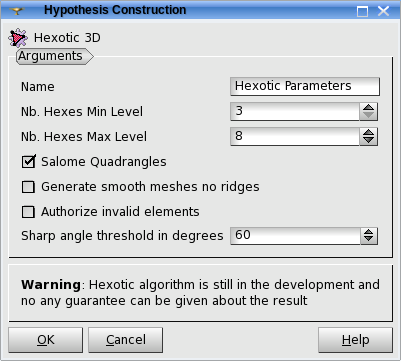 Hypothesis Construction
Hexotic 3D
Arguments
Name Hexotic Parameters
Nb. Hexes Min Level 3
Nb. Hexes Max Level 8
Salome Quadrangles
Generate smooth meshes no ridges
Authorize invalid elements
Sharp angle threshold in degrees 60
Warning: Hexotic algorithm is still in the development and
no any guarantee can be given about the result
OK Cancel Help